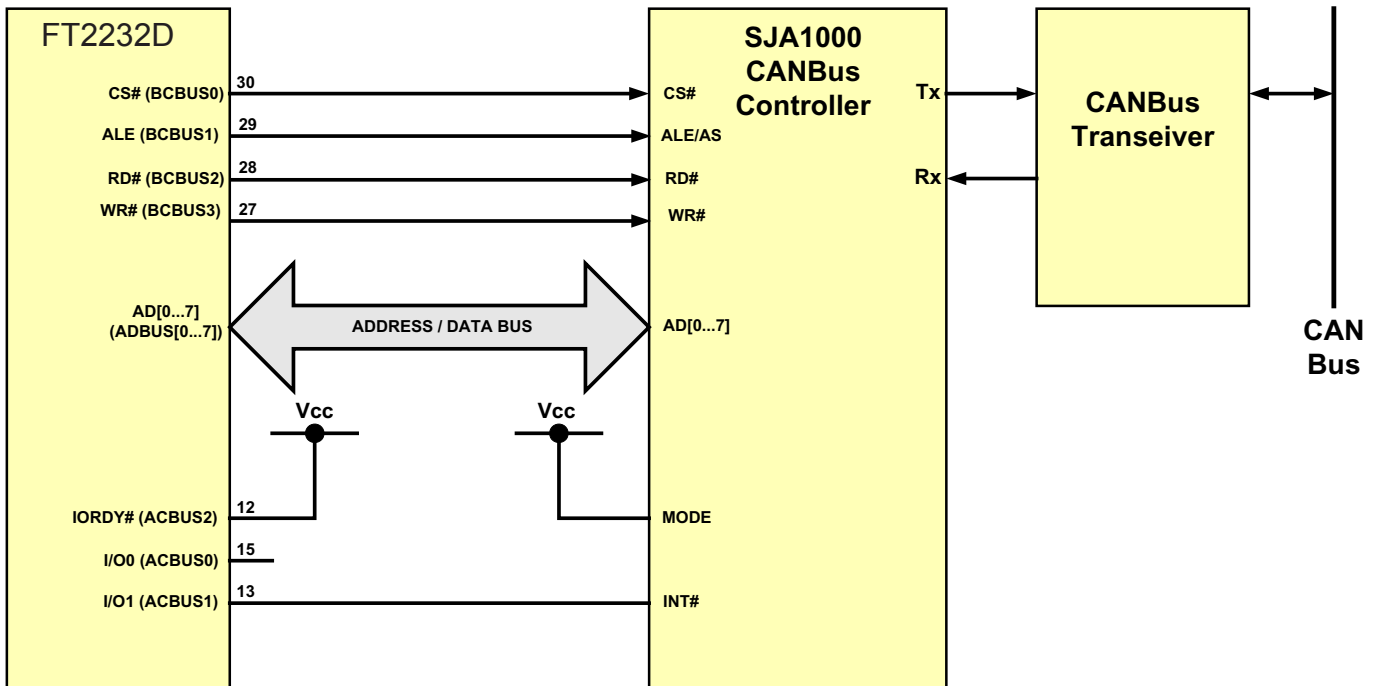 FT2232D
CS# (BCBUS0)
30
ALE (BCBUS1)
29
RD# (BCBUS2)
28
WR# (BCBUS3)
27
AD[0...7]
(ADBUS[0...7])
ADDRESS / DATA BUS
Vcc
Vcc
IORDY# (ACBUS2)
12
I/O0 (ACBUS0)
15
I/O1 (ACBUS1)
13
SJA1000
CANBus
Controller
CS#
ALE/AS
RD#
WR#
AD[0...7]
MODE
INT#
Tx
Rx
CANBus
Transeiver
CAN
Bus